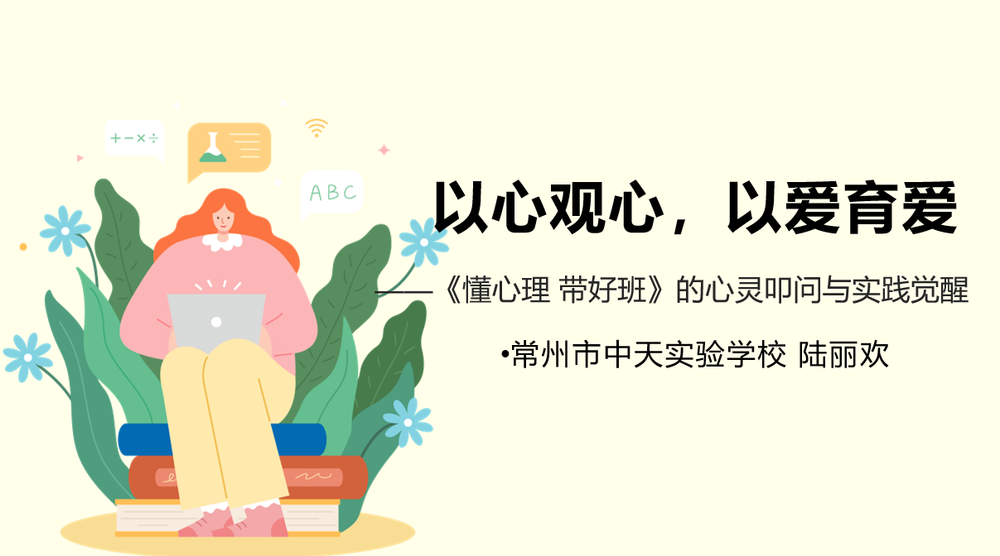 +−×÷
ABC
以心观心，以爱育爱
——《懂心理 带好班》的心灵叩问与实践觉醒
•常州市中天实验学校 陆丽欢